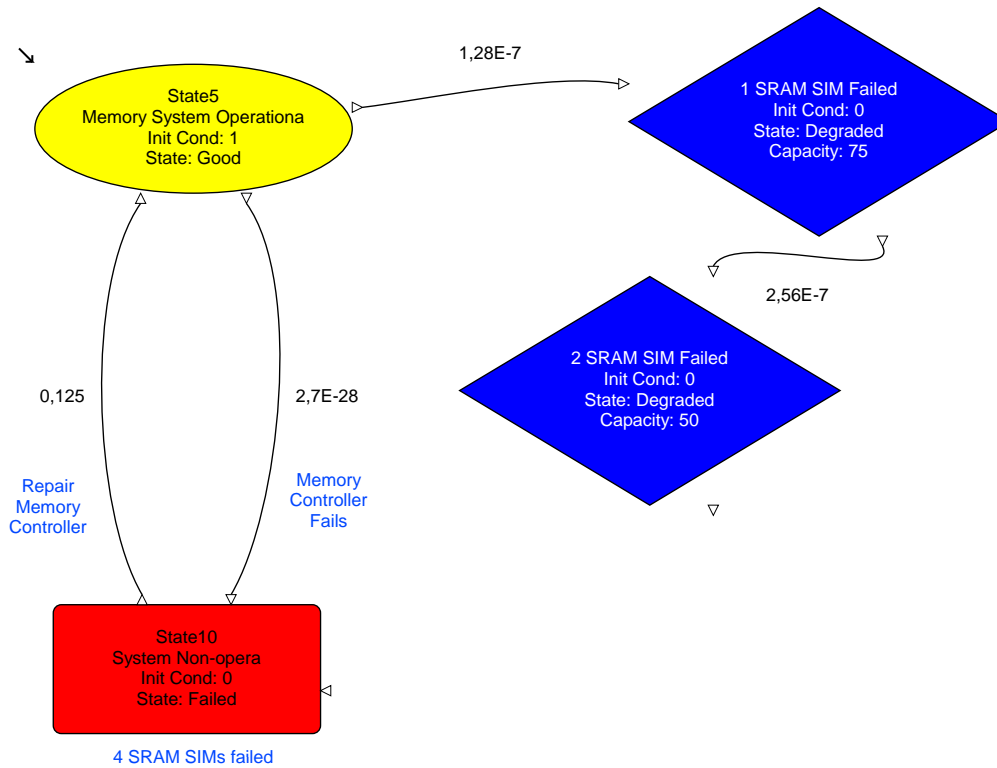 State5
Memory System Operationa
Init Cond: 1
State: Good
1,28E-7
1 SRAM SIM Failed
Init Cond: 0
State: Degraded
Capacity: 75
2,56E-7
2 SRAM SIM Failed
Init Cond: 0
State: Degraded
Capacity: 50
0,125
2,7E-28
Repair
Memory
Controller
Memory
Controller
Fails
State10
System Non-opera
Init Cond: 0
State: Failed
4 SRAM SIMs failed